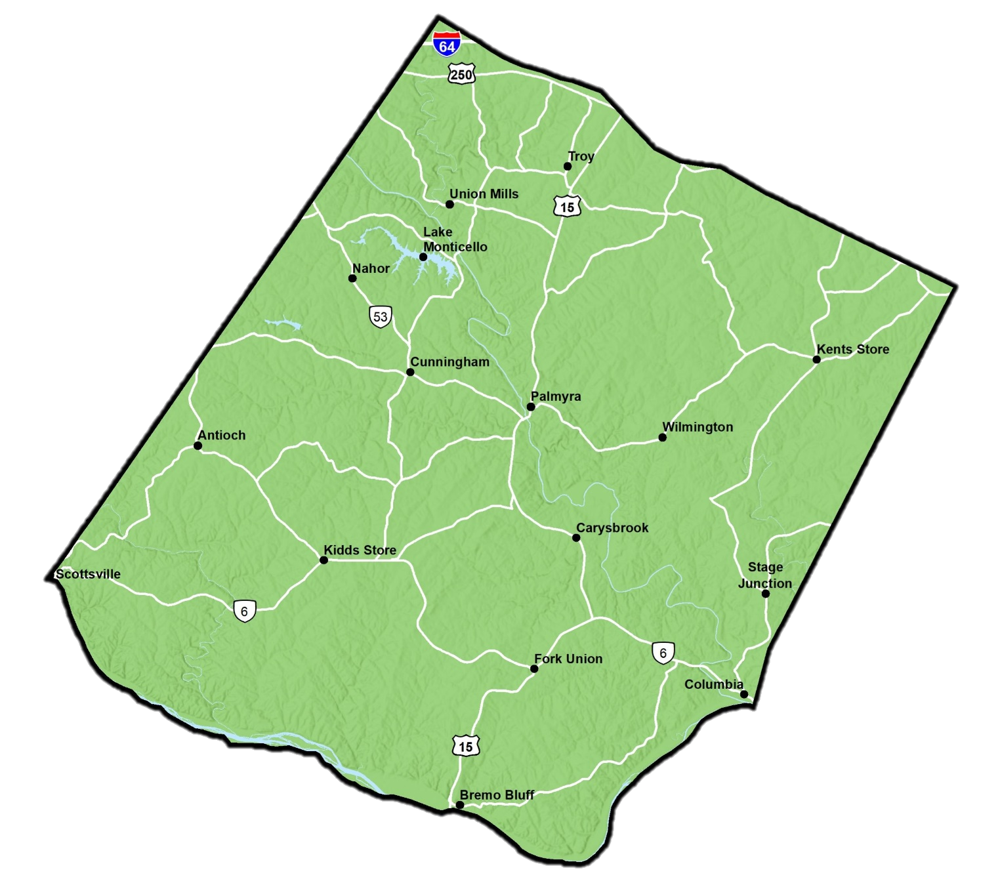 64
250
Troy
Union Mills
15
Lake
Monticello
Nahor
53
Kents Store
Cunningham
Palmyra
Wilmington
Antioch
Carysbrook
Kidds Store
Stage
Junction
Scottsville
6
6
Fork Union
Columbia
15
Bremo Bluff